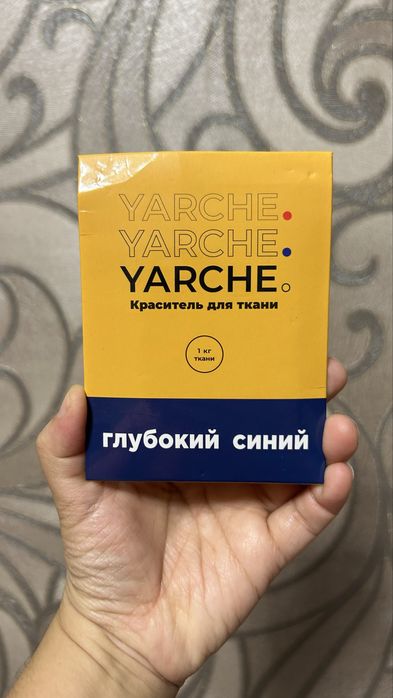 YARCHE.
YARCHE.
YARCHE.
Краситель для ткани
1 кг
ткани
глубокий синий